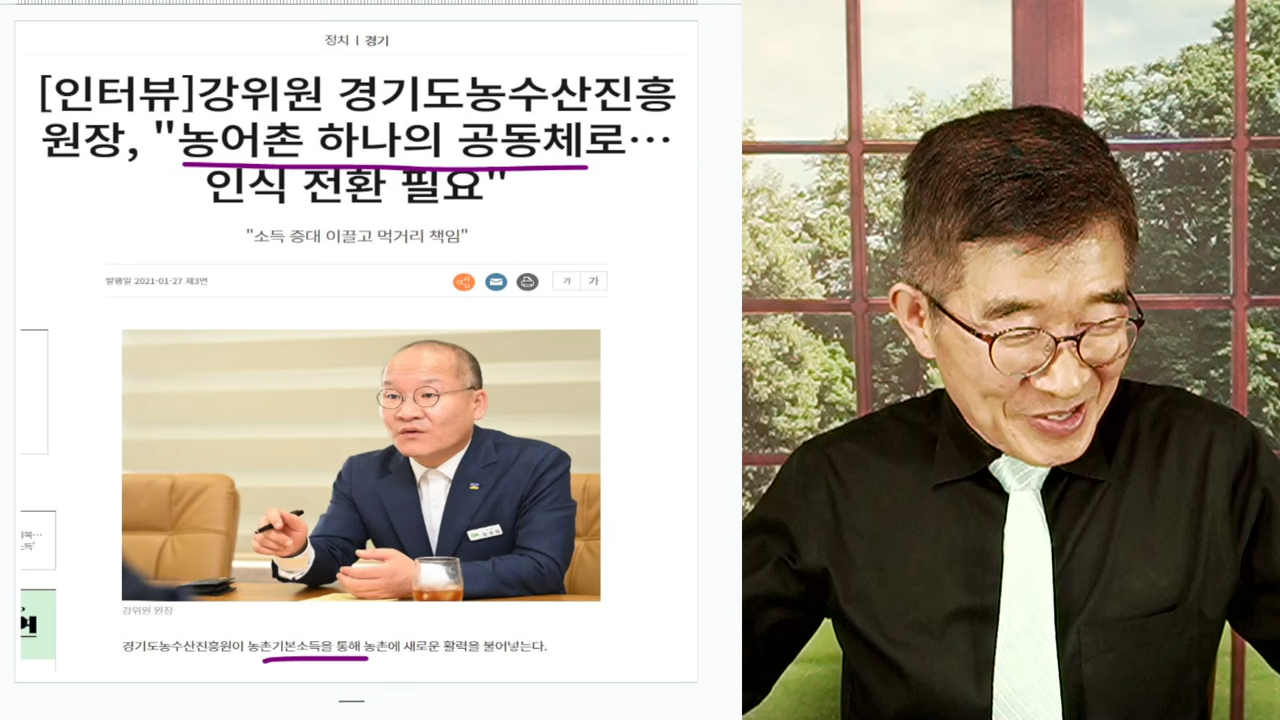 정치 | 경기
[인터뷰]강위원 경기도농수산진흥
원장, "농어촌 하나의 공동체로…
인식 전환 필요"
"소득 증대 이끌고 먹거리 책임"
발행일 2021-01-27 제3면
가 가
강위원 원장
경기도농수산진흥원이 농촌기본소득을 통해 농촌에 새로운 활력을 불어넣는다.